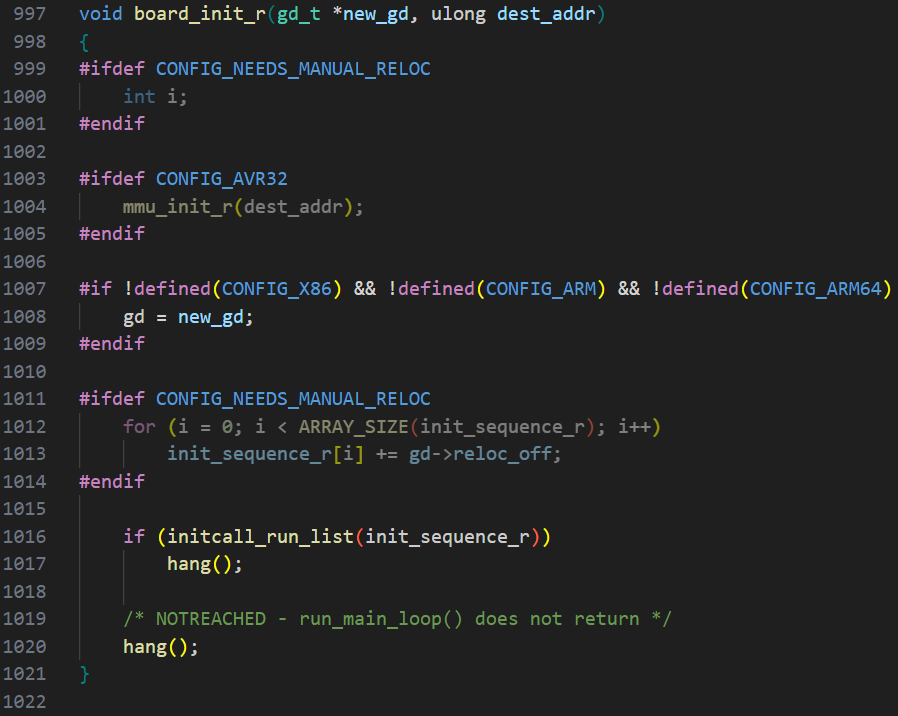 997 void board_init_r(gd_t *new_gd, ulong dest_addr)
998 {
999 #ifdef CONFIG_NEEDS_MANUAL_RELOC
1000     int i;
1001 #endif
1002
1003 #ifdef CONFIG_AVR32
1004     mmu_init_r(dest_addr);
1005 #endif
1006
1007 #if !defined(CONFIG_X86) && !defined(CONFIG_ARM) && !defined(CONFIG_ARM64)
1008     gd = new_gd;
1009 #endif
1010
1011 #ifdef CONFIG_NEEDS_MANUAL_RELOC
1012     for (i = 0; i < ARRAY_SIZE(init_sequence_r); i++)
1013         init_sequence_r[i] += gd->reloc_off;
1014 #endif
1015
1016     if (initcall_run_list(init_sequence_r))
1017         hang();
1018
1019     /* NOTREACHED - run_main_loop() does not return */
1020     hang();
1021 }
1022